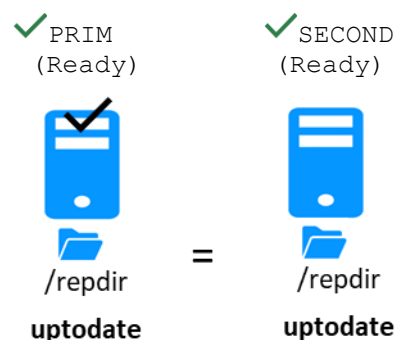 PRIM
(Ready)
SECOND
(Ready)
/repdir
=
/repdir
uptodate
uptodate